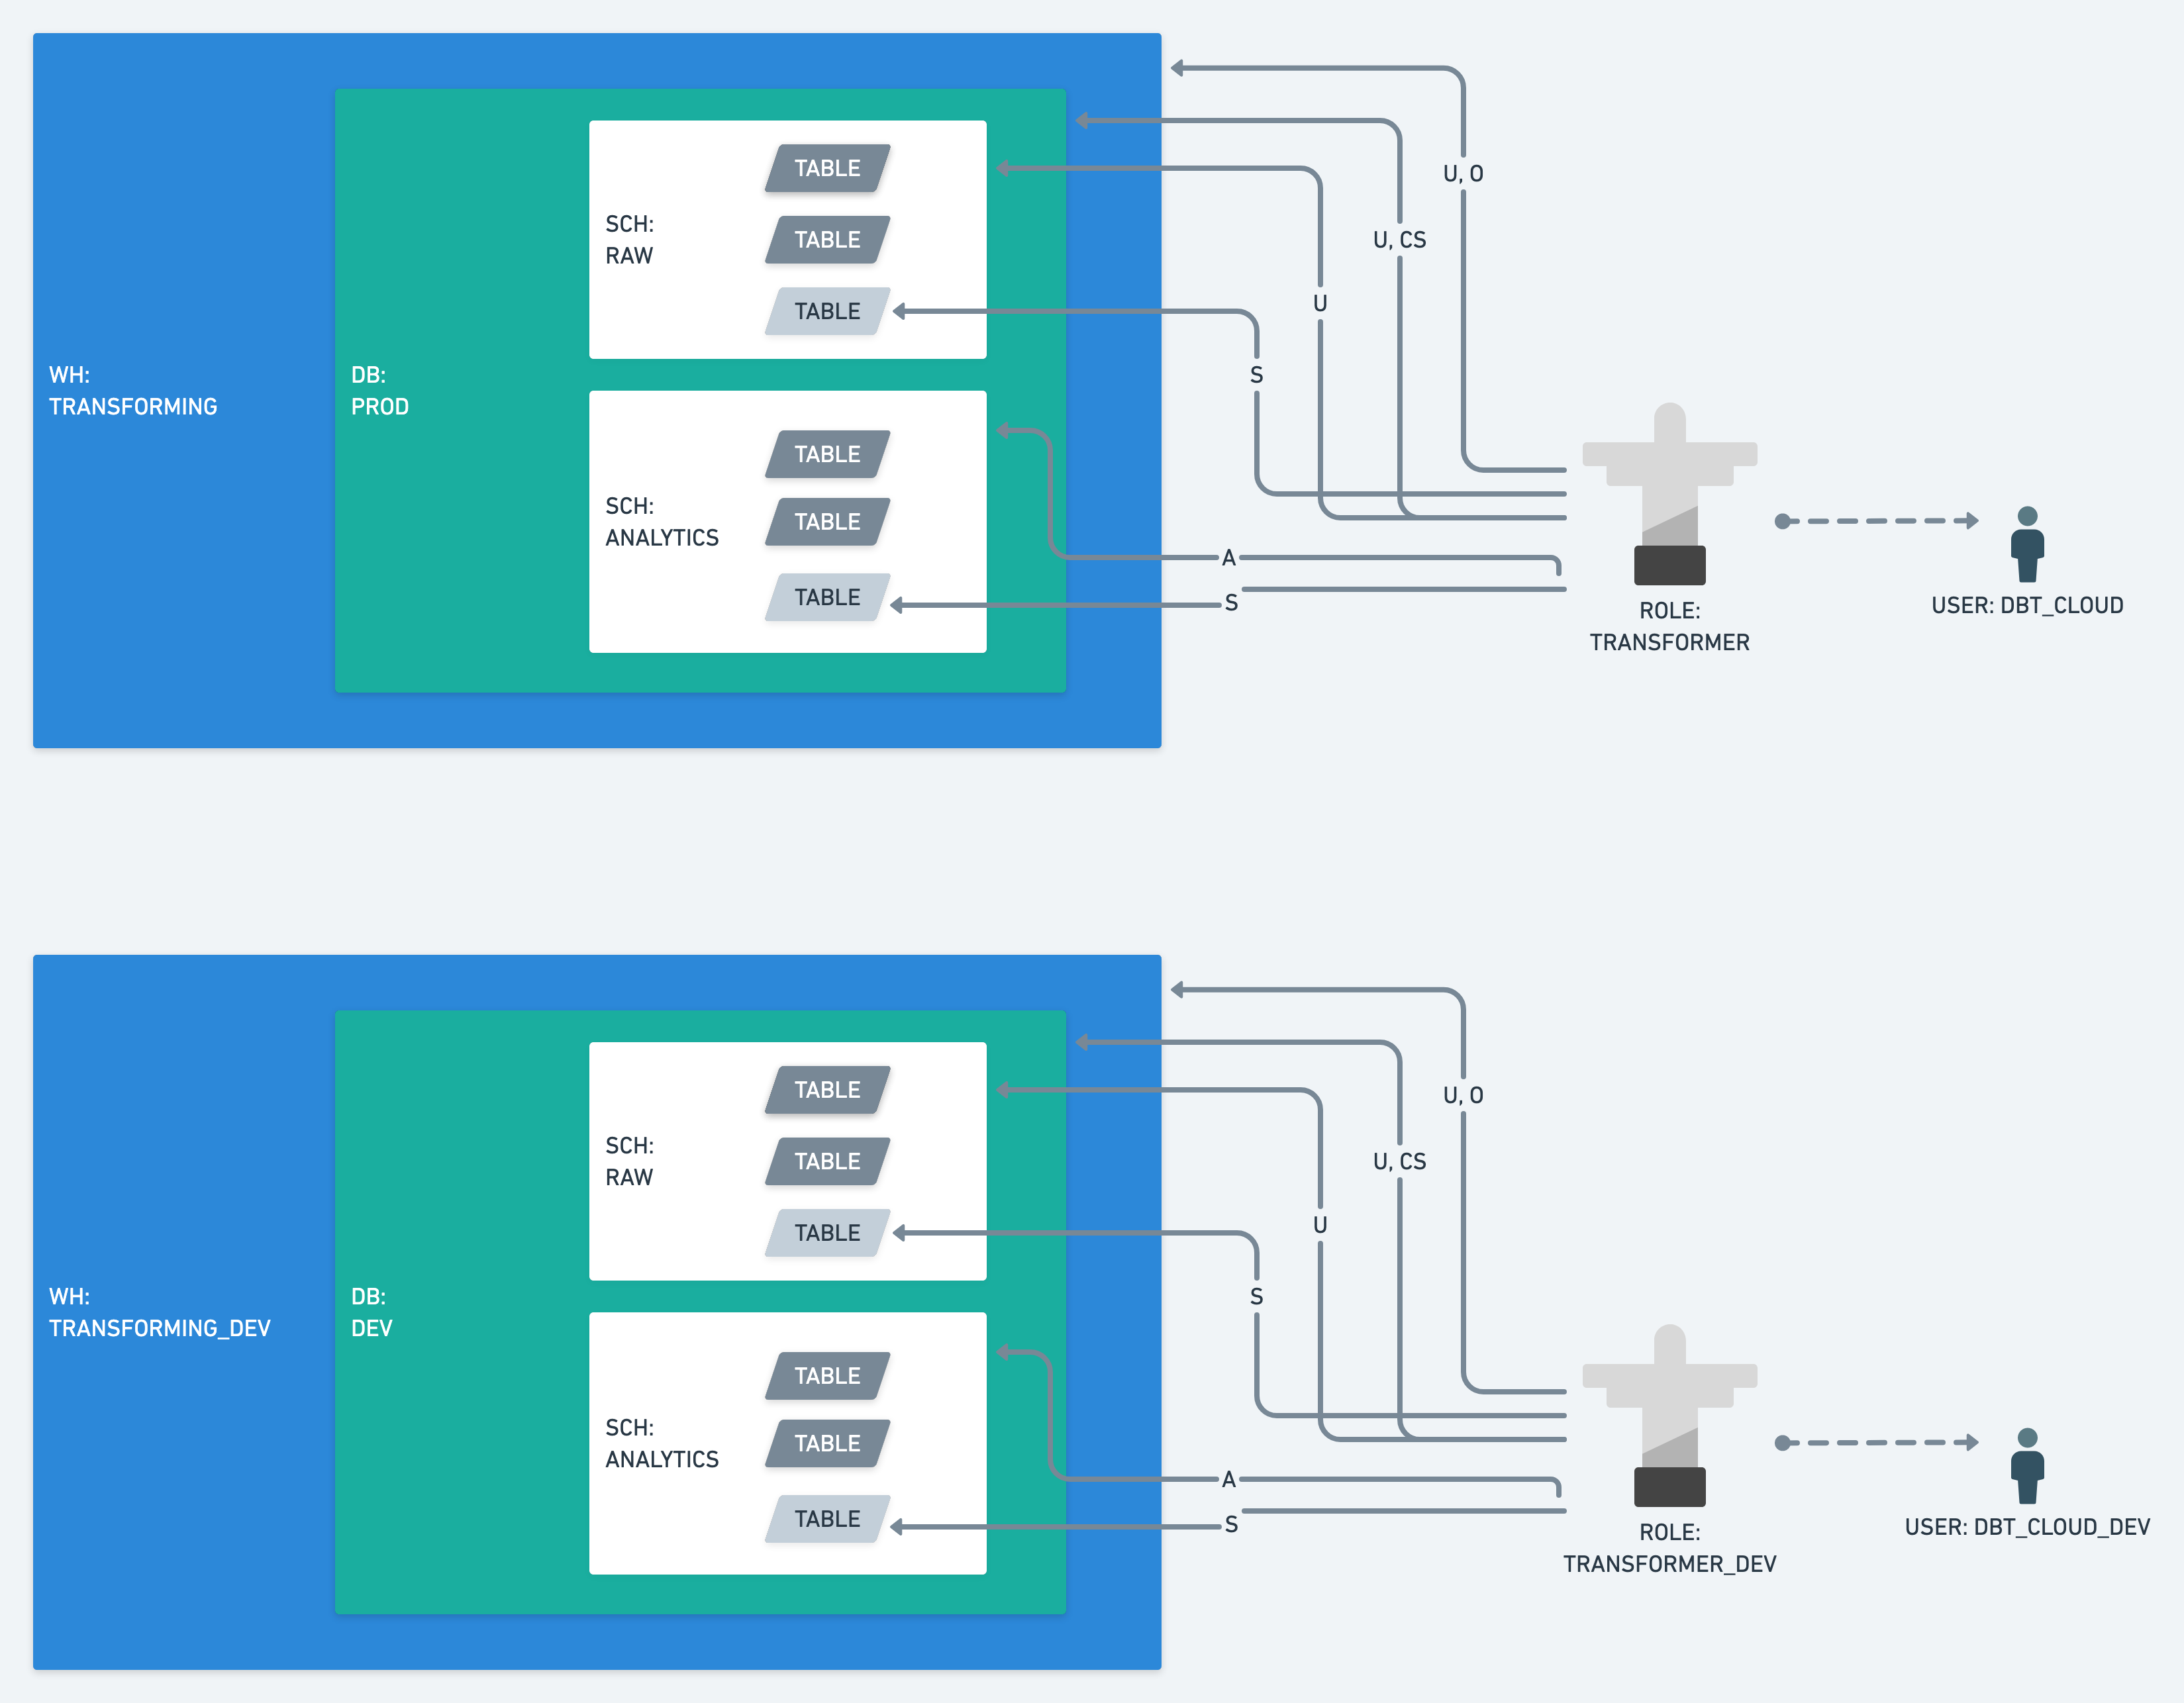 WH:
TRANSFORMING
DB:
PROD
SCH:
RAW
TABLE
TABLE
TABLE
SCH:
ANALYTICS
TABLE
TABLE
TABLE
U, O
U, CS
U
S
A
S
ROLE:
TRANSFORMER
USER: DBT_CLOUD
WH:
TRANSFORMING_DEV
DB:
DEV
SCH:
RAW
TABLE
TABLE
TABLE
SCH:
ANALYTICS
TABLE
TABLE
TABLE
U, O
U, CS
U
S
A
S
ROLE:
TRANSFORMER_DEV
USER: DBT_CLOUD_DEV